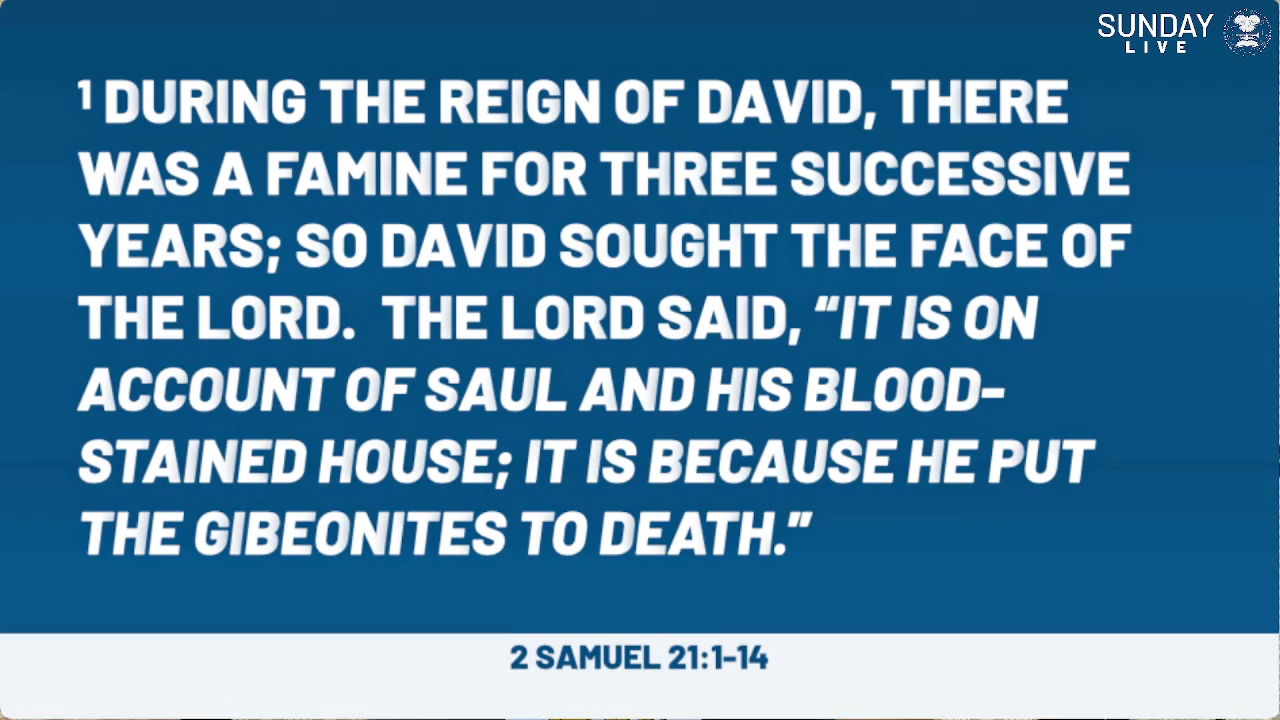 SUNDAY
LIVE
¹ DURING THE REIGN OF DAVID, THERE
WAS A FAMINE FOR THREE SUCCESSIVE
YEARS; SO DAVID SOUGHT THE FACE OF
THE LORD.  THE LORD SAID, “IT IS ON
ACCOUNT OF SAUL AND HIS BLOOD-
STAINED HOUSE; IT IS BECAUSE HE PUT
THE GIBEONITES TO DEATH.”
2 SAMUEL 21:1-14